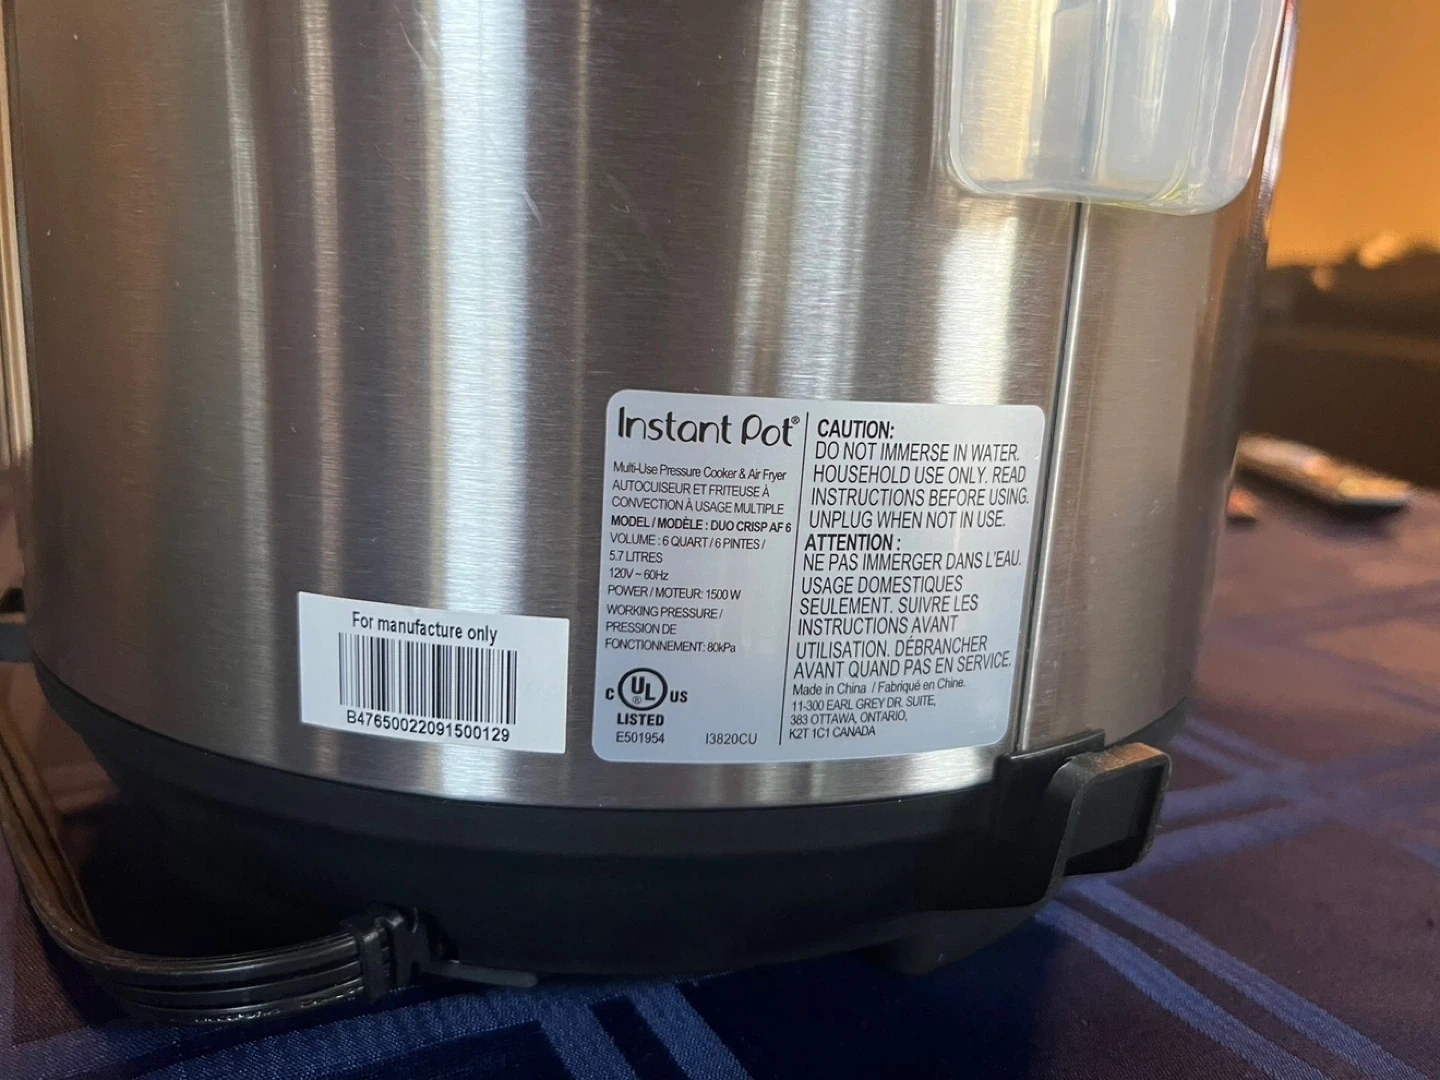 For manufacture only
B47650022091500129
Instant Pot®
Multi-Use Pressure Cooker & Air Fryer
AUTOCUISEUR ET FRITEUSE À
CONVECTION À USAGE MULTIPLE
MODEL / MODÈLE : DUO CRISP AF 6
VOLUME : 6 QUART / 6 PINTES /
5.7 LITRES
120V ~ 60Hz
POWER / MOTEUR: 1500 W
WORKING PRESSURE /
PRESSION DE
FONCTIONNEMENT: 80kPa
C UL ® US
LISTED
E501954 I3820CU
CAUTION:
DO NOT IMMERSE IN WATER.
HOUSEHOLD USE ONLY. READ
INSTRUCTIONS BEFORE USING.
UNPLUG WHEN NOT IN USE.
ATTENTION :
NE PAS IMMERGER DANS L'EAU.
USAGE DOMESTIQUES
SEULEMENT. SUIVRE LES
INSTRUCTIONS AVANT
UTILISATION. DÉBRANCHER
AVANT QUAND PAS EN SERVICE.
Made in China / Fabriqué en Chine.
11-300 EARL GREY DR. SUITE,
383 OTTAWA, ONTARIO,
K2T 1C1 CANADA